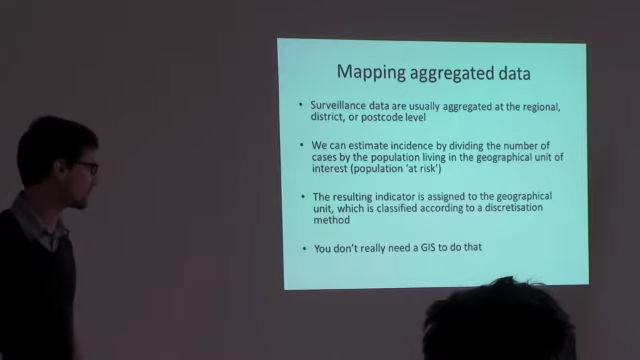 Mapping aggregated data
• Surveillance data are usually aggregated at the regional,
district, or postcode level
• We can estimate incidence by dividing the number of
cases by the population living in the geographical unit of
interest (population ‘at risk’)
• The resulting indicator is assigned to the geographical
unit, which is classified according to a discretisation
method
• You don’t really need a GIS to do that